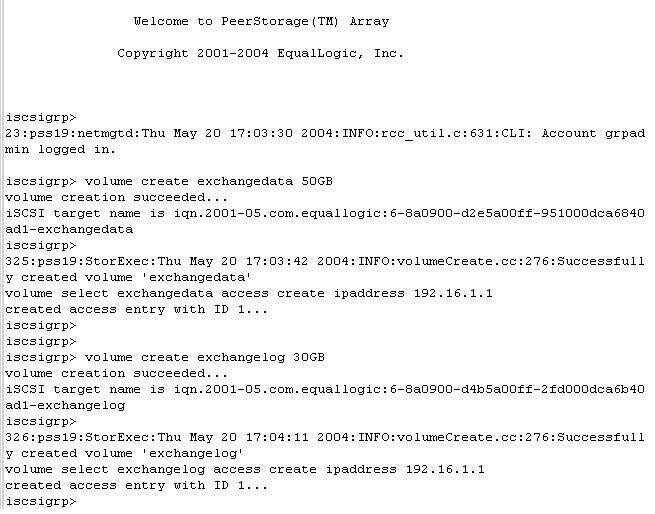 Welcome to PeerStorage(TM) Array
Copyright 2001-2004 EqualLogic, Inc.
iscsigrp>
23:pss19:netmgtd:Thu May 20 17:03:30 2004:INFO:rcc_util.c:631:CLI: Account grpad
min logged in.
iscsigrp> volume create exchangedata 50GB
volume creation succeeded...
iSCSI target name is iqn.2001-05.com.equallogic:6-8a0900-d2e5a00ff-951000dca6840
ad1-exchangedata
iscsigrp>
325:pss19:StorExec:Thu May 20 17:03:42 2004:INFO:volumeCreate.cc:276:Successfull
y created volume 'exchangedata'
volume select exchangedata access create ipaddress 192.16.1.1
created access entry with ID 1...
iscsigrp>
iscsigrp>
iscsigrp> volume create exchangelog 30GB
volume creation succeeded...
iSCSI target name is iqn.2001-05.com.equallogic:6-8a0900-d4b5a00ff-2fd000dca6b40
ad1-exchangelog
iscsigrp>
326:pss19:StorExec:Thu May 20 17:04:11 2004:INFO:volumeCreate.cc:276:Successfull
y created volume 'exchangelog'
volume select exchangelog access create ipaddress 192.16.1.1
created access entry with ID 1...
iscsigrp>